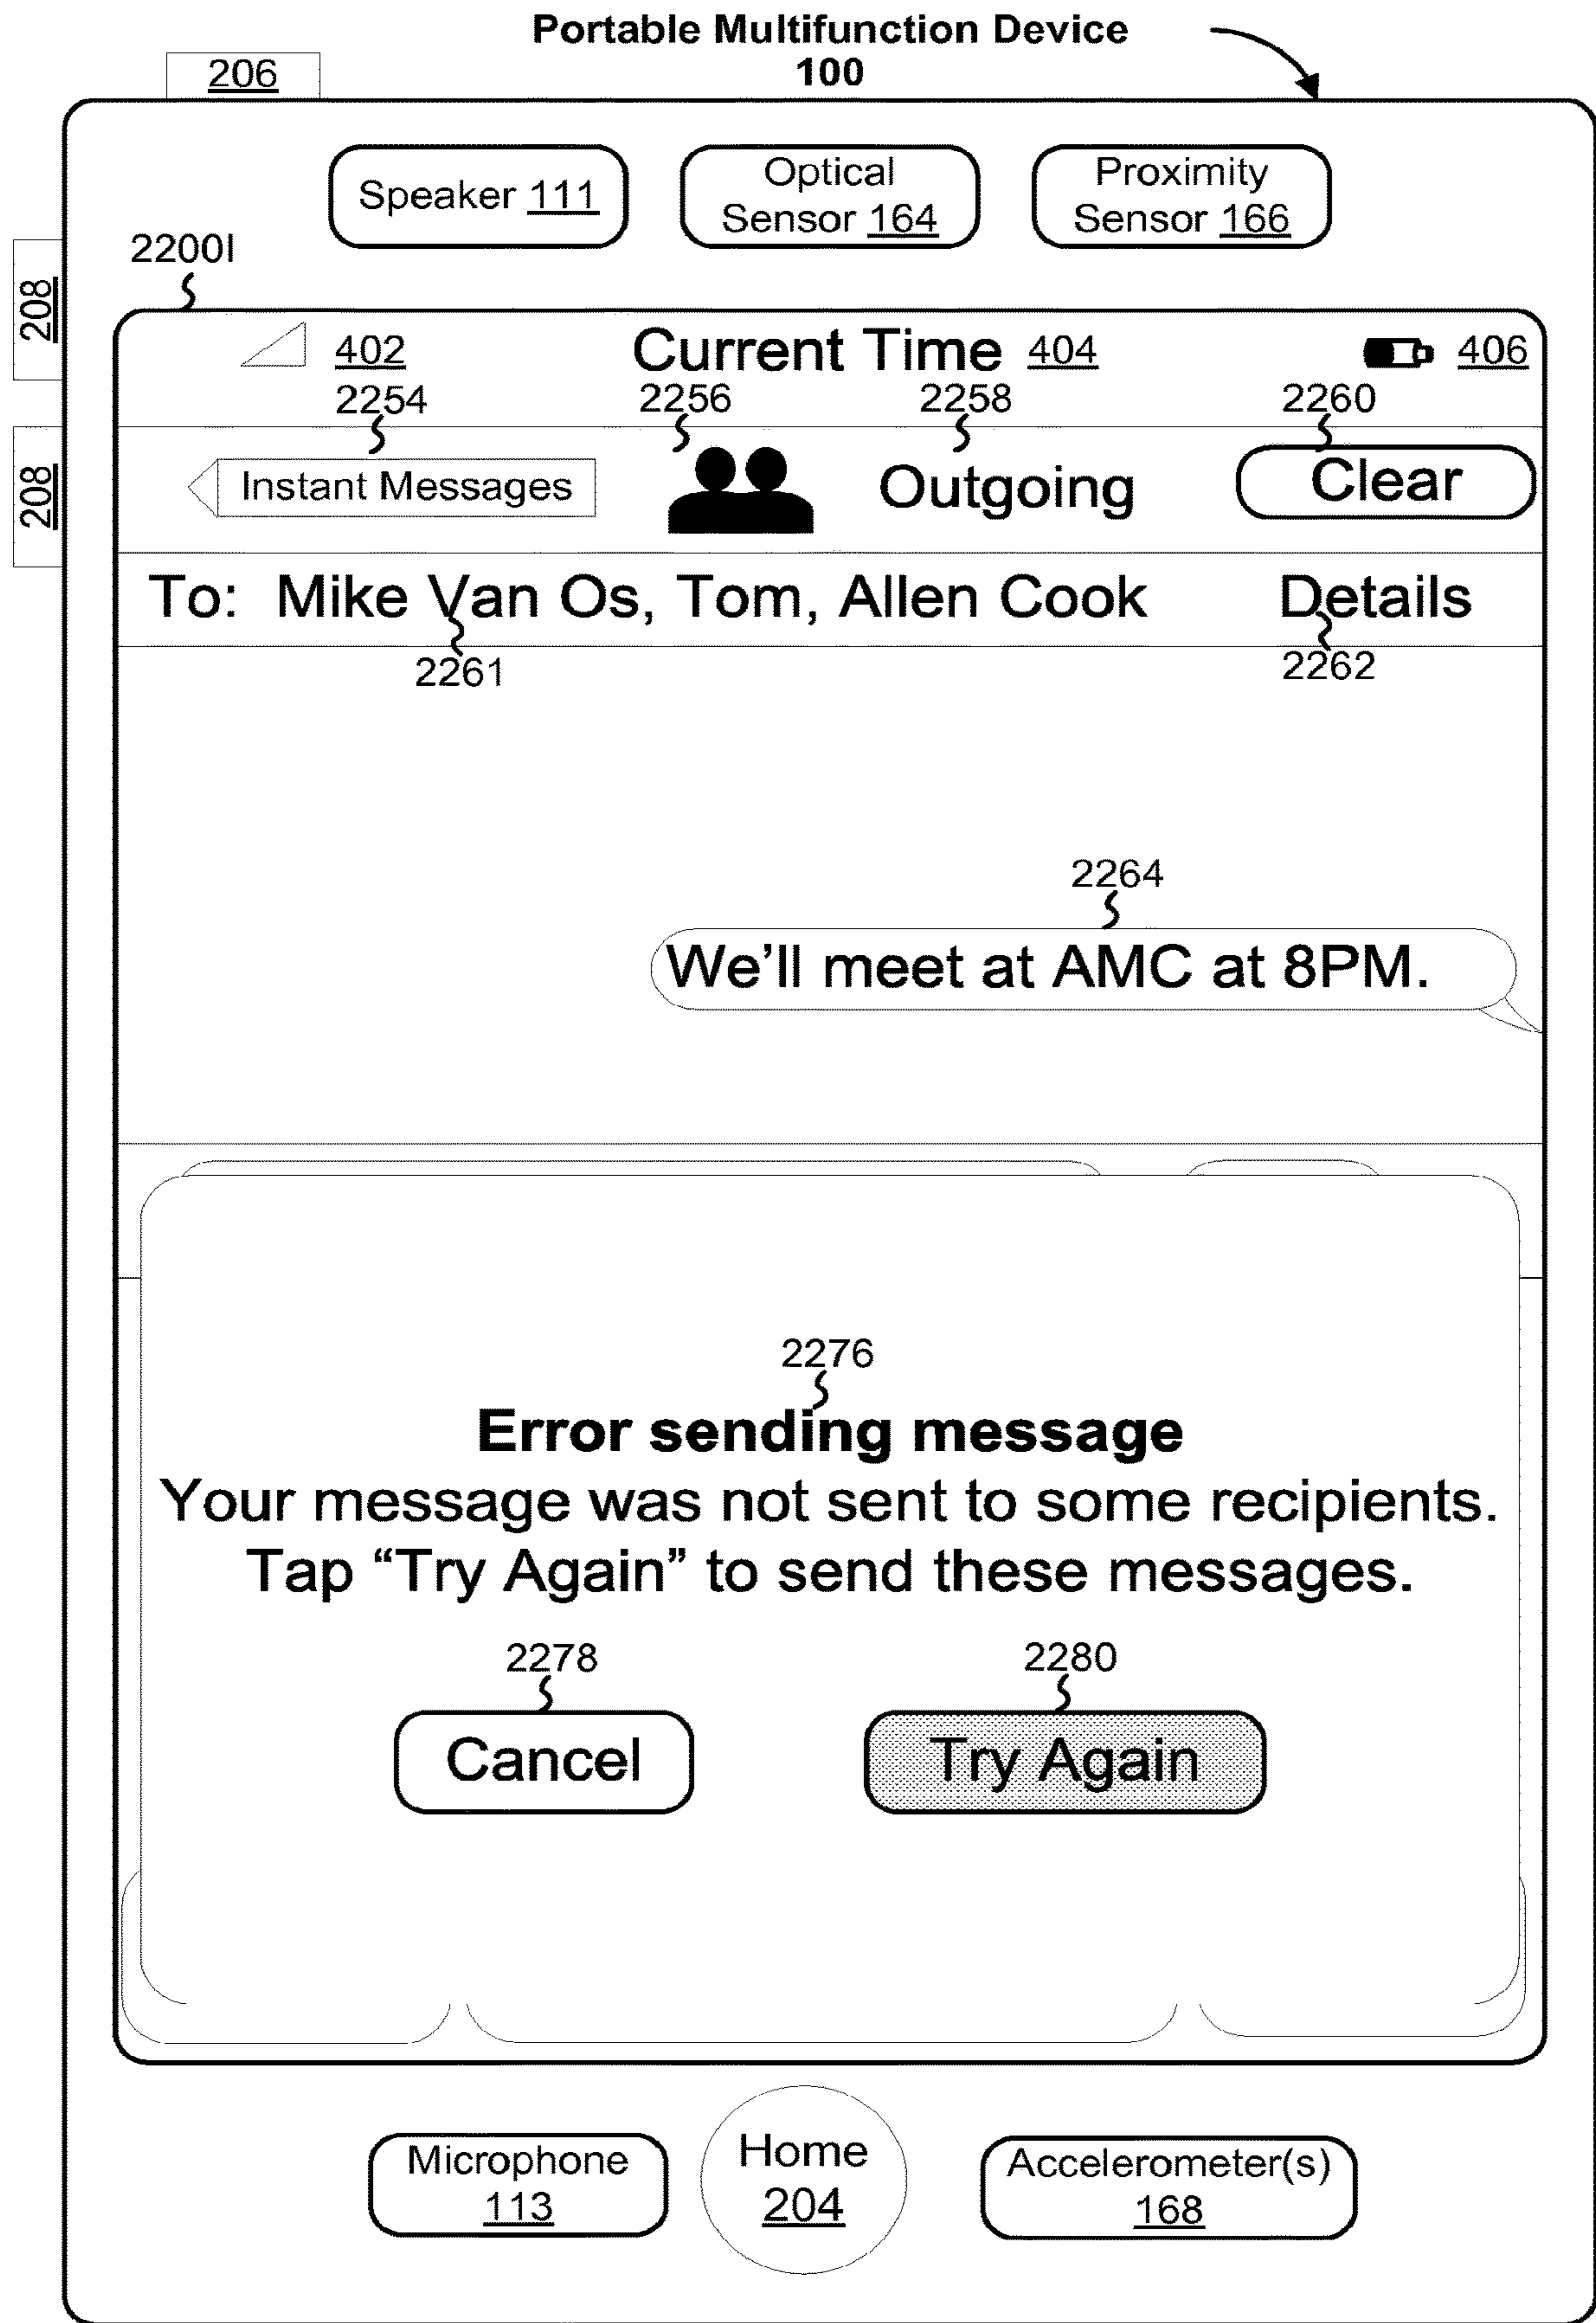 Portable Multifunction Device
100
206
Speaker 111
Optical
Sensor 164
Proximity
Sensor 166
2200I
208
208
402
Current Time 404
406
2254
2256
2258
2260
Instant Messages
Outgoing
Clear
To: Mike Van Os, Tom, Allen Cook
Details
2261
2262
2264
We'll meet at AMC at 8PM.
2276
Error sending message
Your message was not sent to some recipients.
Tap “Try Again” to send these messages.
2278
2280
Cancel
Try Again
Microphone
113
Home
204
Accelerometer(s)
168